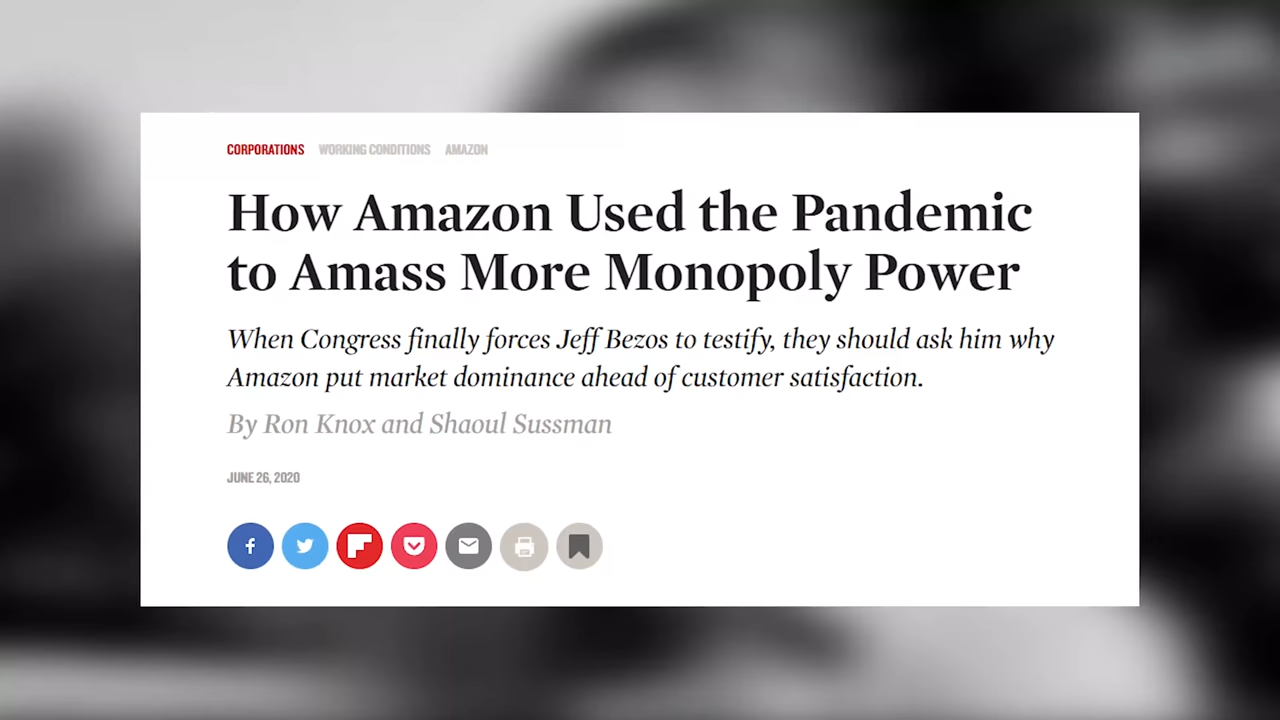 CORPORATIONS WORKING CONDITIONS AMAZON
How Amazon Used the Pandemic
to Amass More Monopoly Power
When Congress finally forces Jeff Bezos to testify, they should ask him why
Amazon put market dominance ahead of customer satisfaction.
By Ron Knox and Shaoul Sussman
JUNE 26, 2020